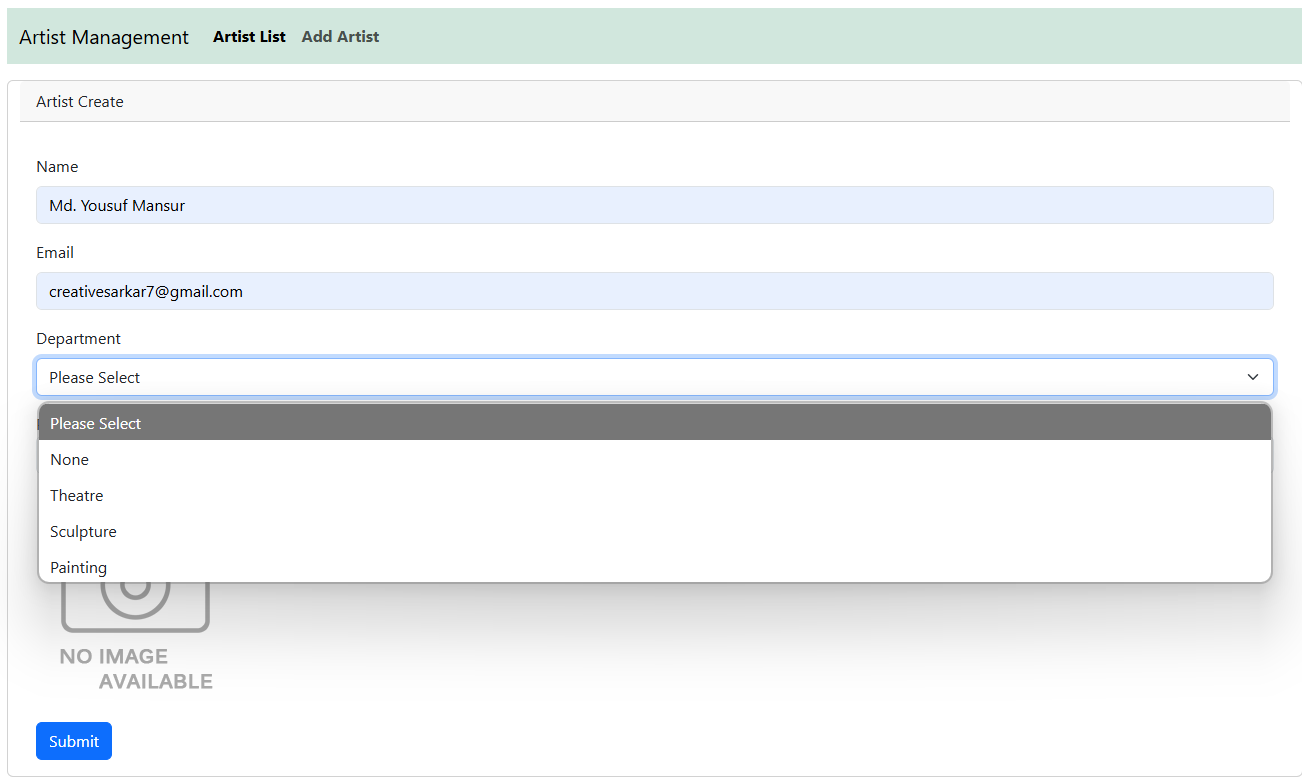 Artist Management Artist List Add Artist
Artist Create
Name
Md. Yousuf Mansur
Email
creativesarkar7@gmail.com
Department
Please Select
Please Select
None
Theatre
Sculpture
Painting
NO IMAGE
AVAILABLE
Submit